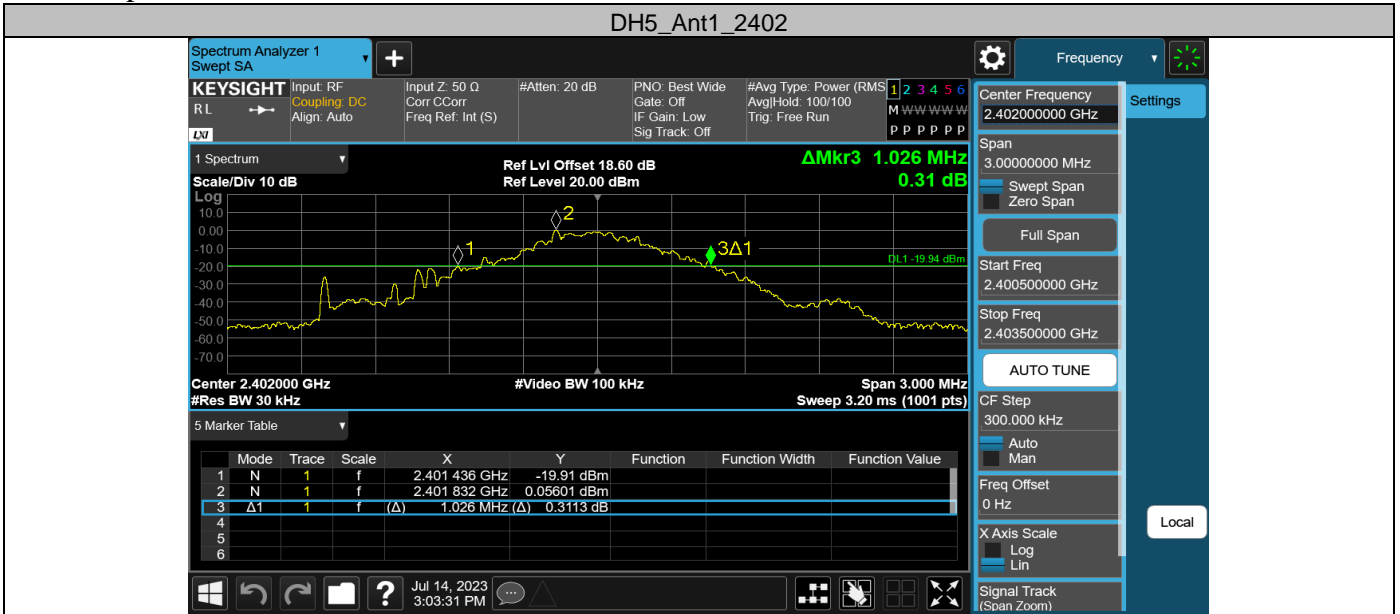 DH5_Ant1_2402
Spectrum Analyzer 1
Swept SA
Frequency
KEYSIGHT
RL
LXI
Input: RF
Coupling: DC
Align: Auto
Input Z: 50 Ω
Corr CCorr
Freq Ref: Int (S)
#Atten: 20 dB
PNO: Best Wide
Gate: Off
IF Gain: Low
Sig Track: Off
#Avg Type: Power (RMS
Avg|Hold: 100/100
Trig: Free Run
1 2 3 4 5 6
M W W W W W
P P P P P P
1 Spectrum
Scale/Div 10 dB
Ref Lvl Offset 18.60 dB
Ref Level 20.00 dBm
ΔMkr3 1.026 MHz
0.31 dB
Log
10.0
0.00
-10.0
-20.0
-30.0
-40.0
-50.0
-60.0
-70.0
1
2
3Δ1
DL1 -19.94 dBm
Center 2.402000 GHz
#Res BW 30 kHz
#Video BW 100 kHz
Span 3.000 MHz
Sweep 3.20 ms (1001 pts)
5 Marker Table
Mode Trace Scale X Y Function Function Width Function Value
1 N 1 f 2.401 436 GHz -19.91 dBm
2 N 1 f 2.401 832 GHz 0.05601 dBm
3 Δ1 1 f (Δ) 1.026 MHz (Δ) 0.3113 dB
4
5
6
Jul 14, 2023
3:03:31 PM
Center Frequency
2.402000000 GHz
Settings
Span
3.00000000 MHz
Swept Span
Zero Span
Full Span
Start Freq
2.400500000 GHz
Stop Freq
2.403500000 GHz
AUTO TUNE
CF Step
300.000 kHz
Auto
Man
Freq Offset
0 Hz
Local
X Axis Scale
Log
Lin
Signal Track
(Span Zoom)